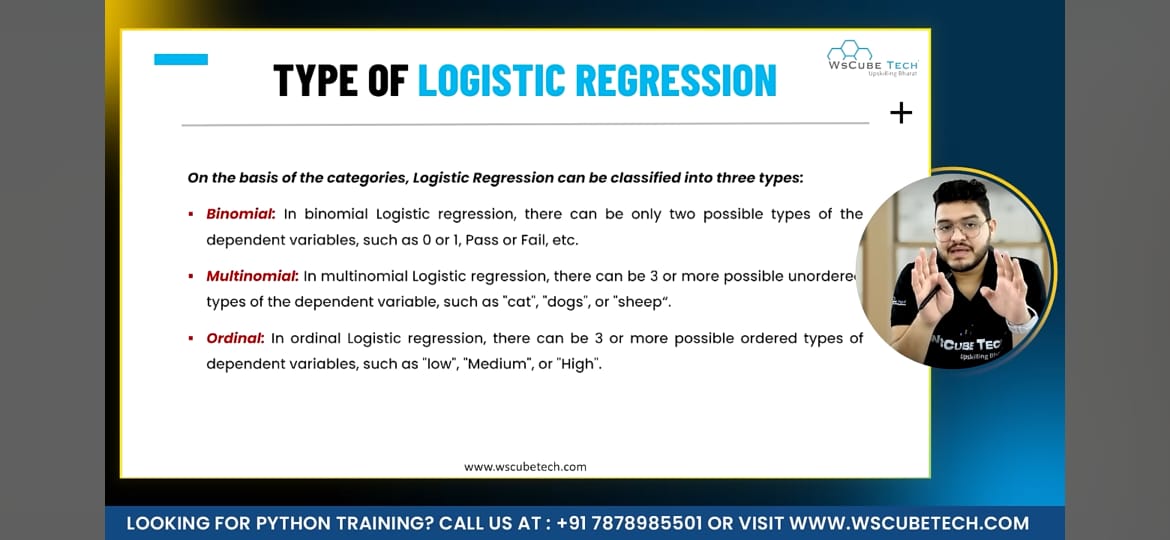 TYPE OF LOGISTIC REGRESSION
WsCUBE TECH
Upskilling Bharat
On the basis of the categories, Logistic Regression can be classified into three types:
▪ Binomial: In binomial Logistic regression, there can be only two possible types of the
dependent variables, such as 0 or 1, Pass or Fail, etc.
▪ Multinomial: In multinomial Logistic regression, there can be 3 or more possible unordere
types of the dependent variable, such as "cat", "dogs", or "sheep“.
▪ Ordinal: In ordinal Logistic regression, there can be 3 or more possible ordered types of
dependent variables, such as "low", "Medium", or "High".
WsCUBE TEC
Upskilling Bh
www.wscubetech.com
LOOKING FOR PYTHON TRAINING? CALL US AT : +91 7878985501 OR VISIT WWW.WSCUBETECH.COM